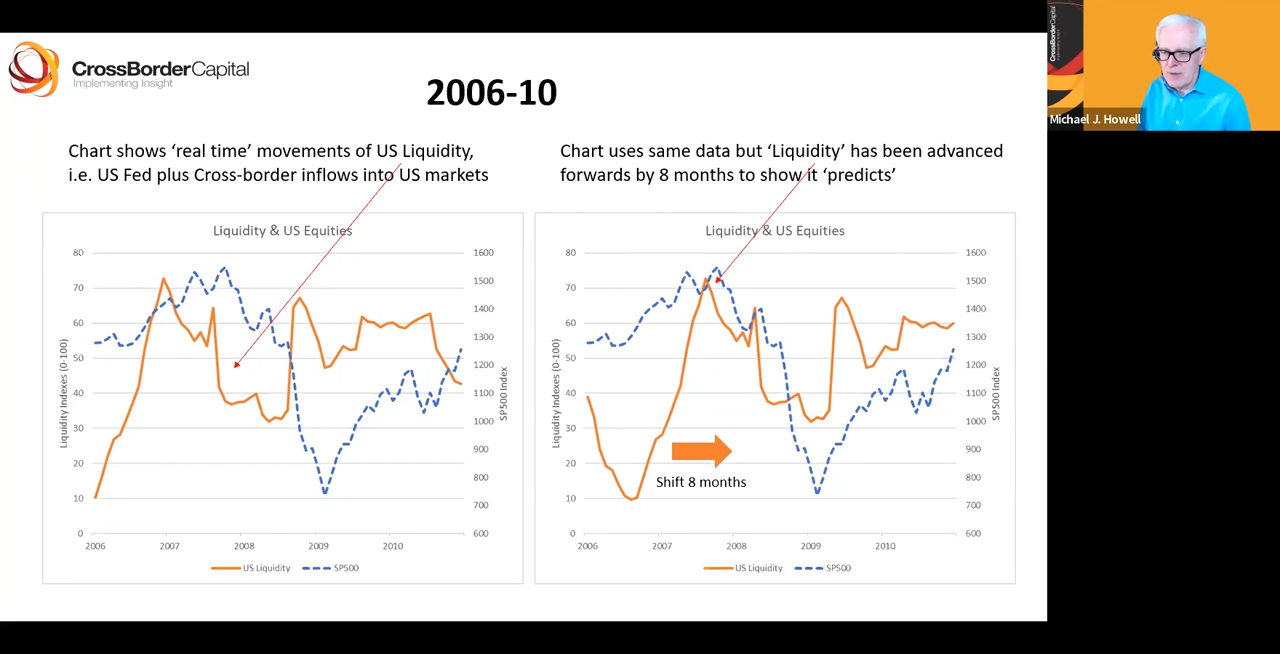 CrossBorderCapital
Implementing Insight
2006-10
CrossBorderCapital
Michael J. Howell
Chart shows ‘real time’ movements of US Liquidity,
i.e. US Fed plus Cross-border inflows into US markets
Chart uses same data but ‘Liquidity’ has been advanced
forwards by 8 months to show it ‘predicts’
Liquidity & US Equities
80
70
60
50
40
30
20
10
0
Liquidity Indexes (0-100)
1600
1500
1400
1300
1200
1100
1000
900
800
700
600
SP500 Index
2006 2007 2008 2009 2010
US Liquidity SP500
Liquidity & US Equities
80
70
60
50
40
30
20
10
0
Liquidity Indexes (0-100)
Shift 8 months
1600
1500
1400
1300
1200
1100
1000
900
800
700
600
SP500 Index
2006 2007 2008 2009 2010
US Liquidity SP500